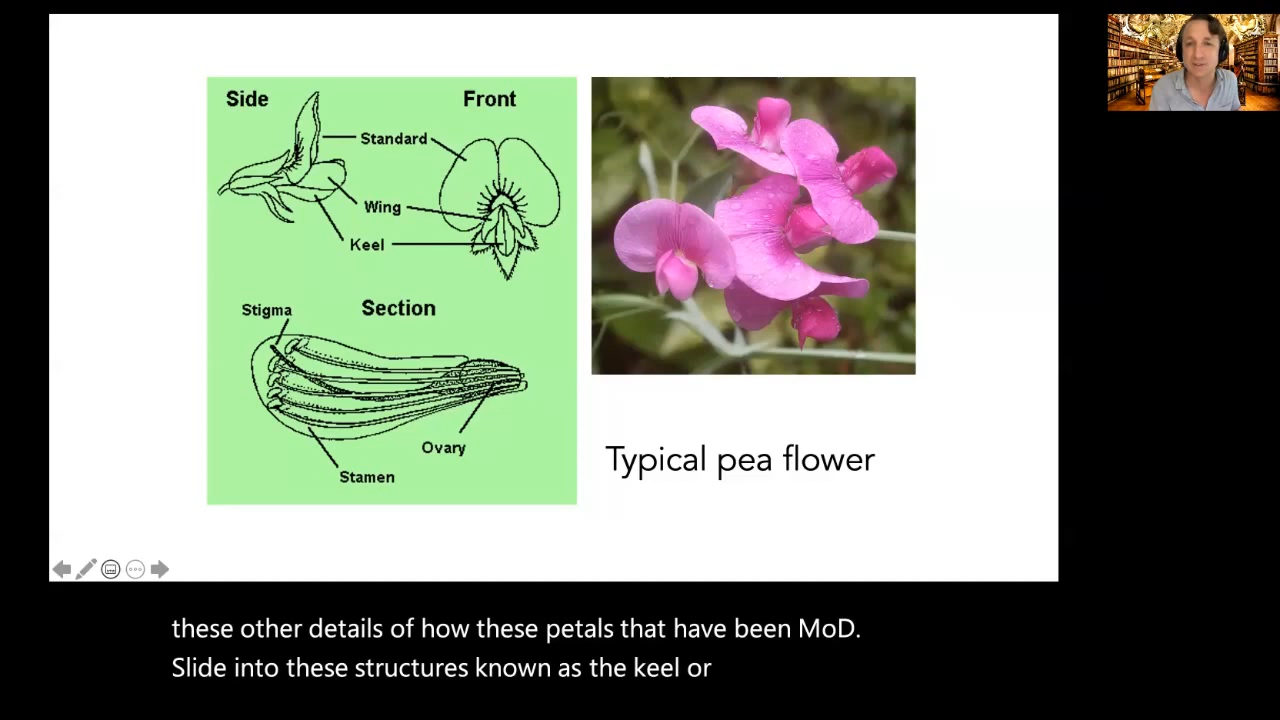 Side
Front
Standard
Wing
Keel
Stigma
Section
Ovary
Stamen
Typical pea flower
these other details of how these petals that have been MoD.
Slide into these structures known as the keel or